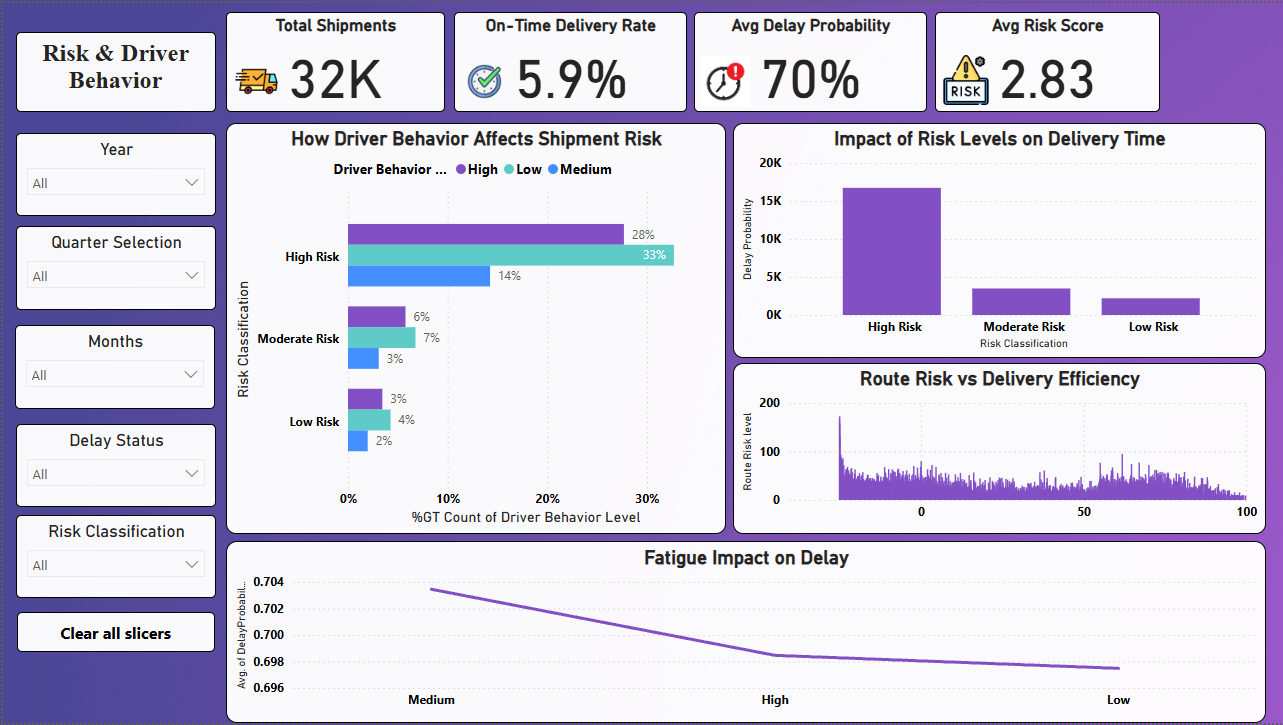 Risk & Driver
Behavior
Total Shipments
32K
On-Time Delivery Rate
5.9%
Avg Delay Probability
70%
Avg Risk Score
RISK
2.83
Year
All
Quarter Selection
All
Months
All
Delay Status
All
Risk Classification
All
Clear all slicers
How Driver Behavior Affects Shipment Risk
Driver Behavior ... High Low Medium
Risk Classification
High Risk
28%
33%
14%
Moderate Risk
6%
7%
3%
Low Risk
3%
4%
2%
0% 10% 20% 30%
%GT Count of Driver Behavior Level
Impact of Risk Levels on Delivery Time
Delay Probability
20K
15K
10K
5K
0K
High Risk Moderate Risk Low Risk
Risk Classification
Route Risk vs Delivery Efficiency
Route Risk level
200
100
0
0 50 100
Fatigue Impact on Delay
Avg. of DelayProbabil...
0.704
0.702
0.700
0.698
0.696
Medium High Low